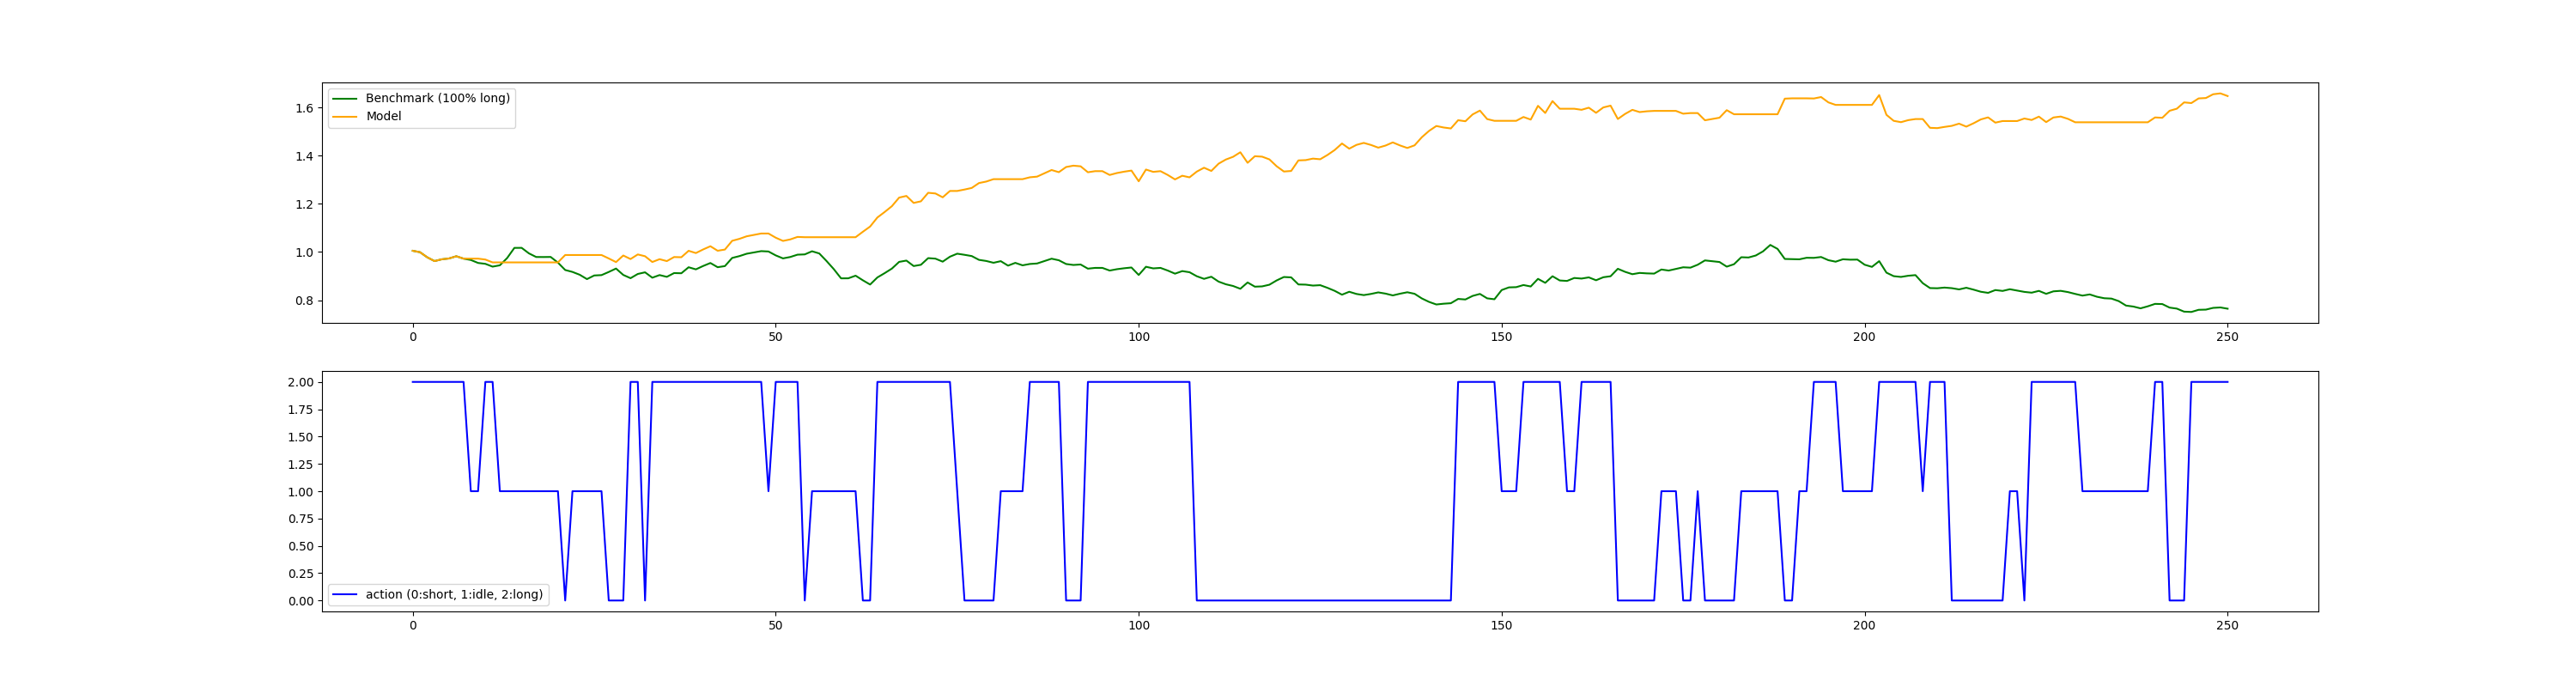 Benchmark (100% long)
Model
1.6
1.4
1.2
1.0
0.8
0 50 100 150 200 250
2.00
1.75
1.50
1.25
1.00
0.75
0.50
0.25
0.00
action (0:short, 1:idle, 2:long)
0 50 100 150 200 250